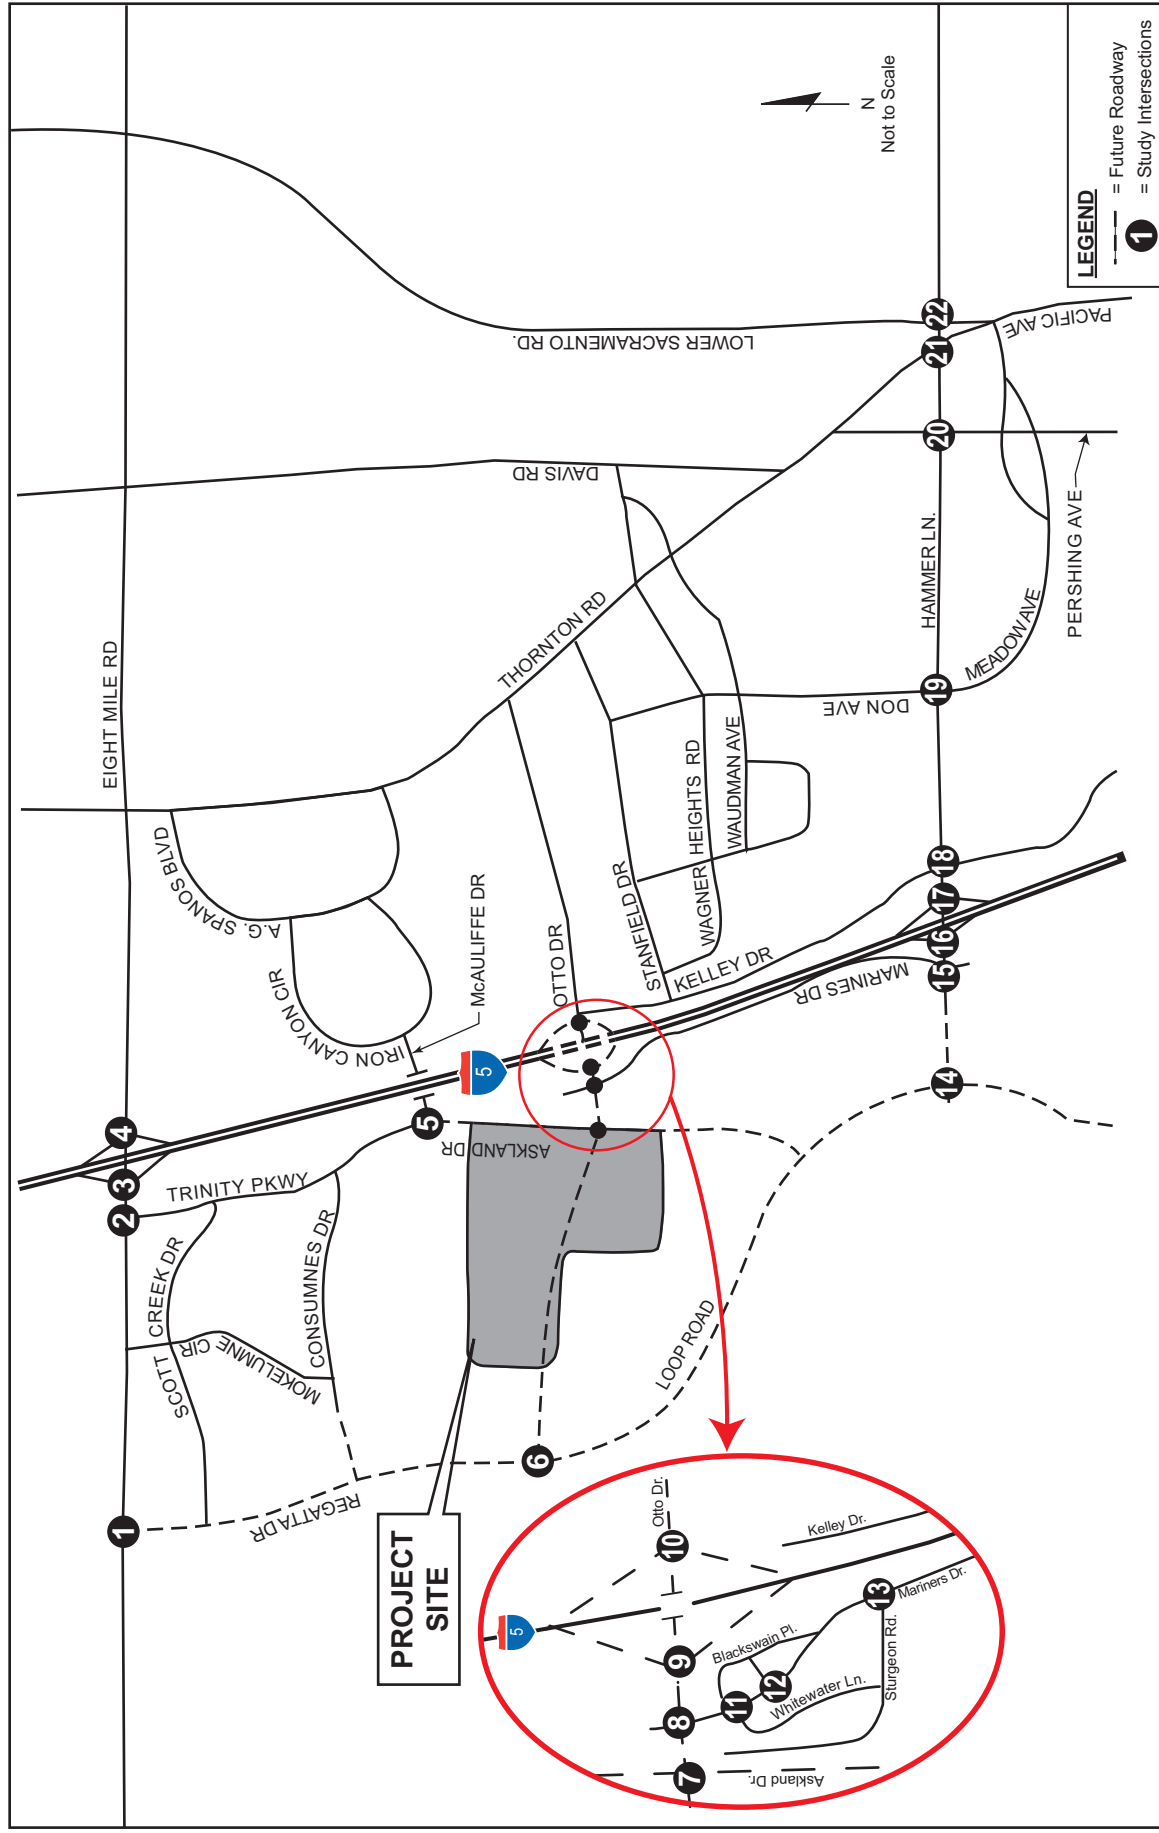 EIGHT MILE RD
A.G. SPANOS BLVD
IRON CANYON CIR
McAULIFFE DR
THORNTON RD
DAVIS RD
LOWER SACRAMENTO RD.
OTTO DR
STANFIELD DR
WAGNER HEIGHTS RD
WAUDMAN AVE
KELLEY DR
MARINES DR
DON AVE
HAMMER LN.
MEADOW AVE
PERSHING AVE
PACIFIC AVE
TRINITY PKWY
SCOTT CREEK DR
MOKELUMNE CIR
CONSUMNES DR
REGATTA DR
ASKLAND DR
LOOP ROAD
PROJECT
SITE
5
1
2
3
4
5
6
14
15
16
17
18
19
20
21
22
5
Otto Dr.
Kelley Dr.
Mariners Dr.
Blackswain Pl.
Whitewater Ln.
Sturgeon Rd.
Askland Dr.
7
8
9
10
11
12
13
N
Not to Scale
LEGEND
= Future Roadway
1 = Study Intersections